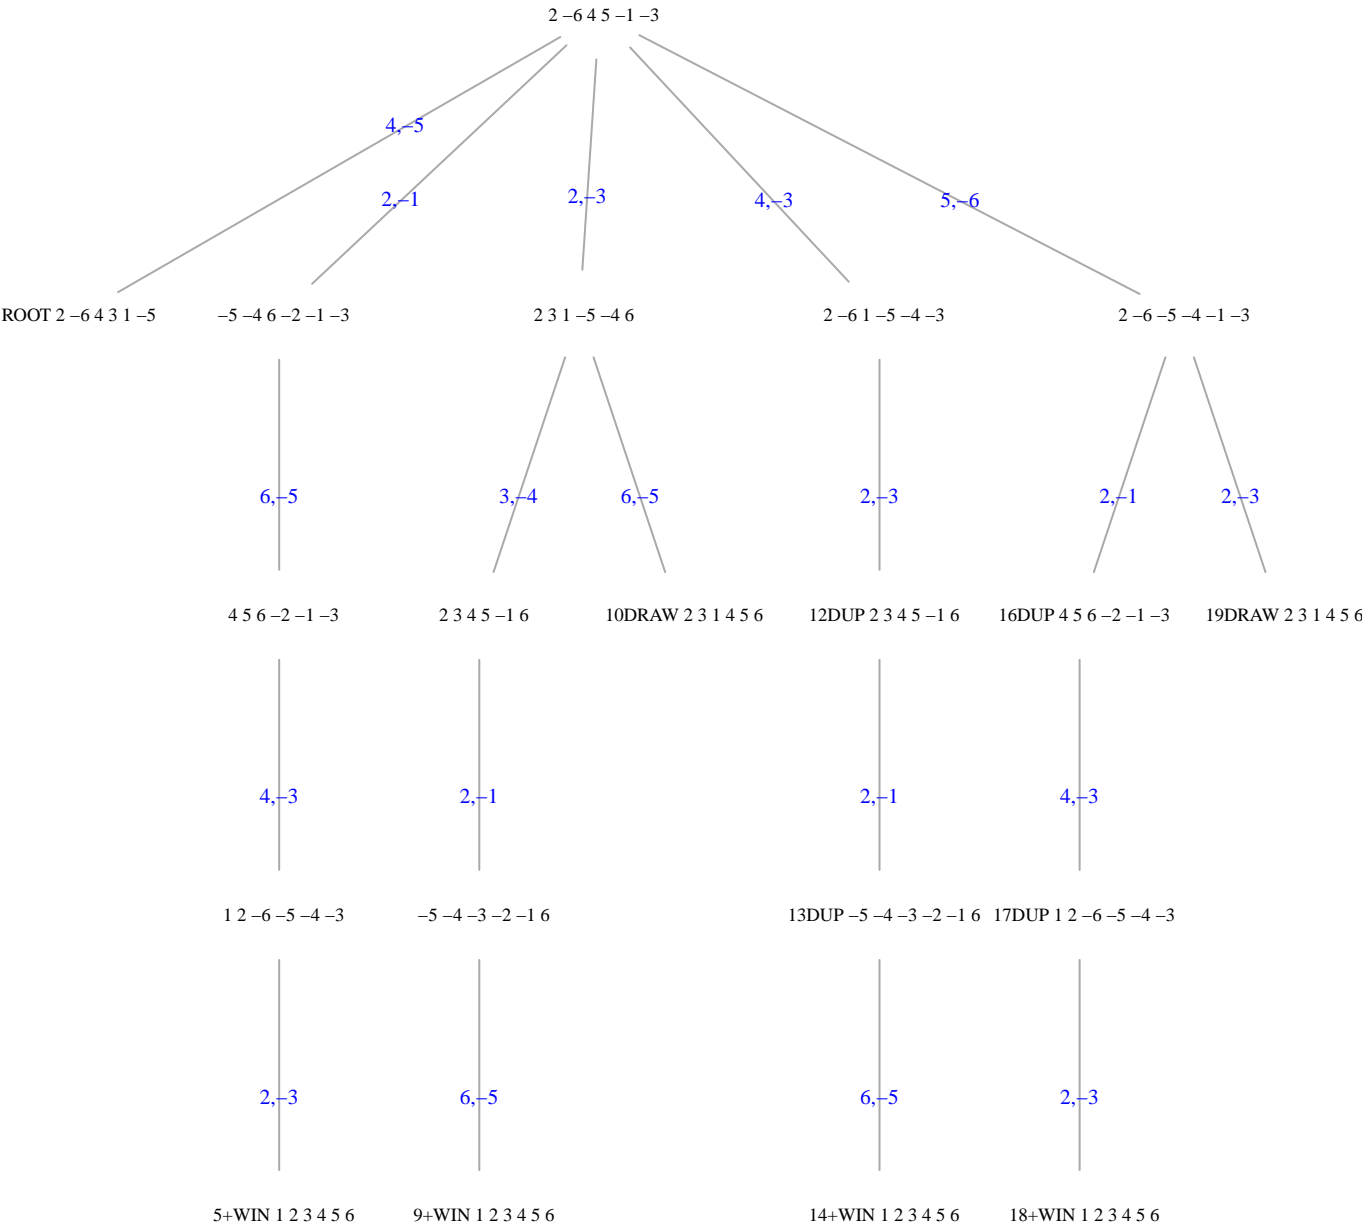 2 –6 4 5 –1 –3
4,–5
2,–1
2,–3
4,–3
5,–6
ROOT 2 –6 4 3 1 –5
–5 –4 6 –2 –1 –3
2 3 1 –5 –4 6
2 –6 1 –5 –4 –3
2 –6 –5 –4 –1 –3
6,–5
3,–4
6,–5
2,–3
2,–1
2,–3
4 5 6 –2 –1 –3
2 3 4 5 –1 6
10DRAW 2 3 1 4 5 6
12DUP 2 3 4 5 –1 6
16DUP 4 5 6 –2 –1 –3
19DRAW 2 3 1 4 5 6
4,–3
2,–1
2,–1
4,–3
1 2 –6 –5 –4 –3
–5 –4 –3 –2 –1 6
13DUP –5 –4 –3 –2 –1 6
17DUP 1 2 –6 –5 –4 –3
2,–3
6,–5
6,–5
2,–3
5+WIN 1 2 3 4 5 6
9+WIN 1 2 3 4 5 6
14+WIN 1 2 3 4 5 6
18+WIN 1 2 3 4 5 6